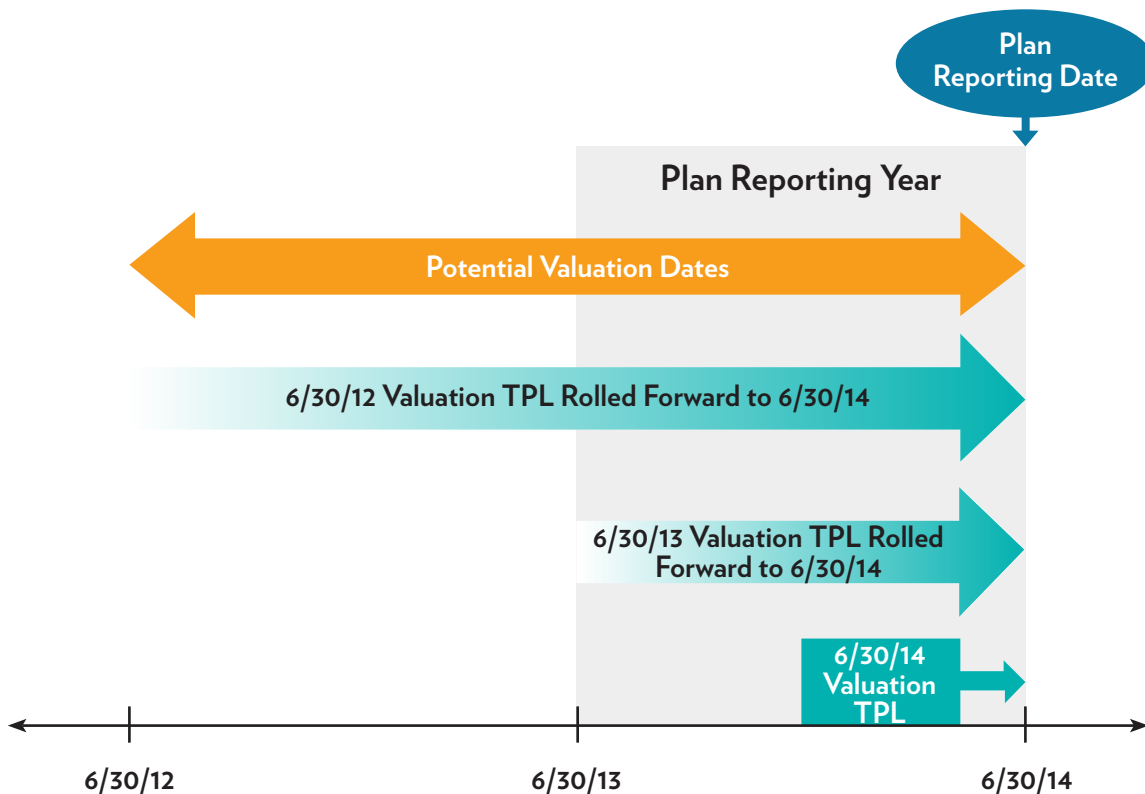 Plan
Reporting Date
Plan Reporting Year
Potential Valuation Dates
6/30/12 Valuation TPL Rolled Forward to 6/30/14
6/30/13 Valuation TPL Rolled
Forward to 6/30/14
6/30/14
Valuation
TPL
6/30/12
6/30/13
6/30/14